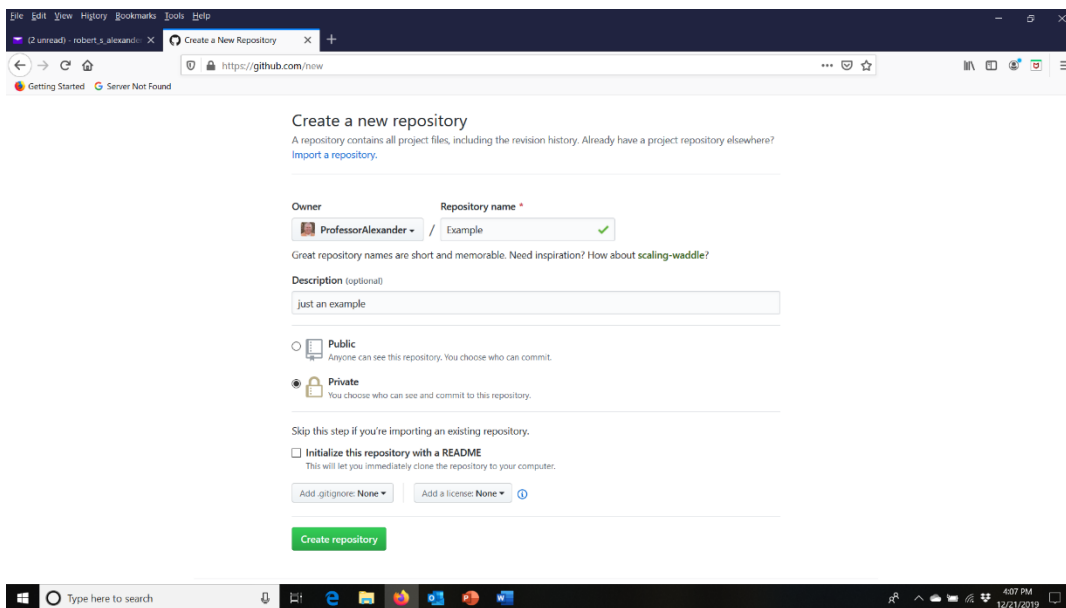 File Edit View History Bookmarks Tools Help
(2 unread) - robert_s_alexander
Create a New Repository
https://github.com/new
Getting Started Server Not Found
Create a new repository
A repository contains all project files, including the revision history. Already have a project repository elsewhere?
Import a repository.
Owner Repository name *
ProfessorAlexander / Example
Great repository names are short and memorable. Need inspiration? How about scaling-waddle?
Description (optional)
just an example
Public
Anyone can see this repository. You choose who can commit.
Private
You choose who can see and commit to this repository.
Skip this step if you're importing an existing repository.
Initialize this repository with a README
This will let you immediately clone the repository to your computer.
Add .gitignore: None Add a license: None
Create repository
Type here to search
4:07 PM
12/21/2019